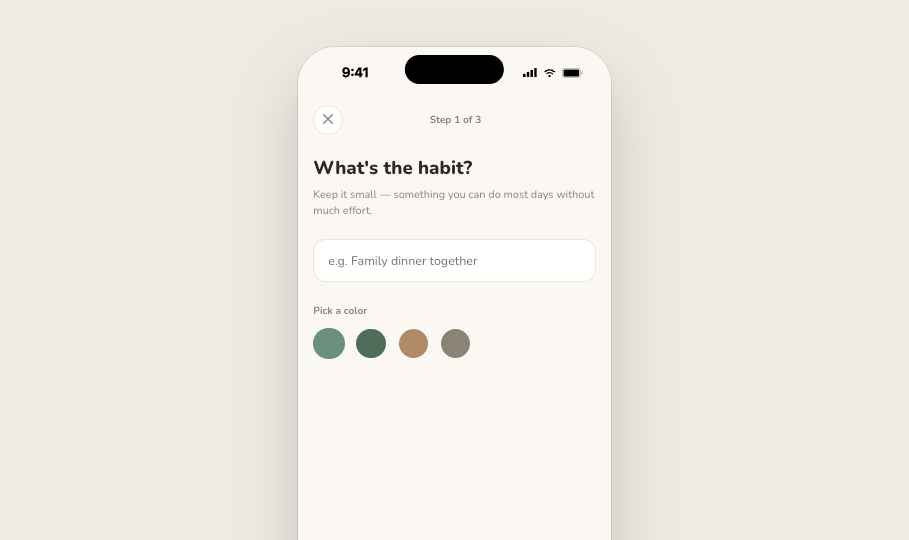 9:41
Step 1 of 3
What's the habit?
Keep it small — something you can do most days without
much effort.
e.g. Family dinner together
Pick a color